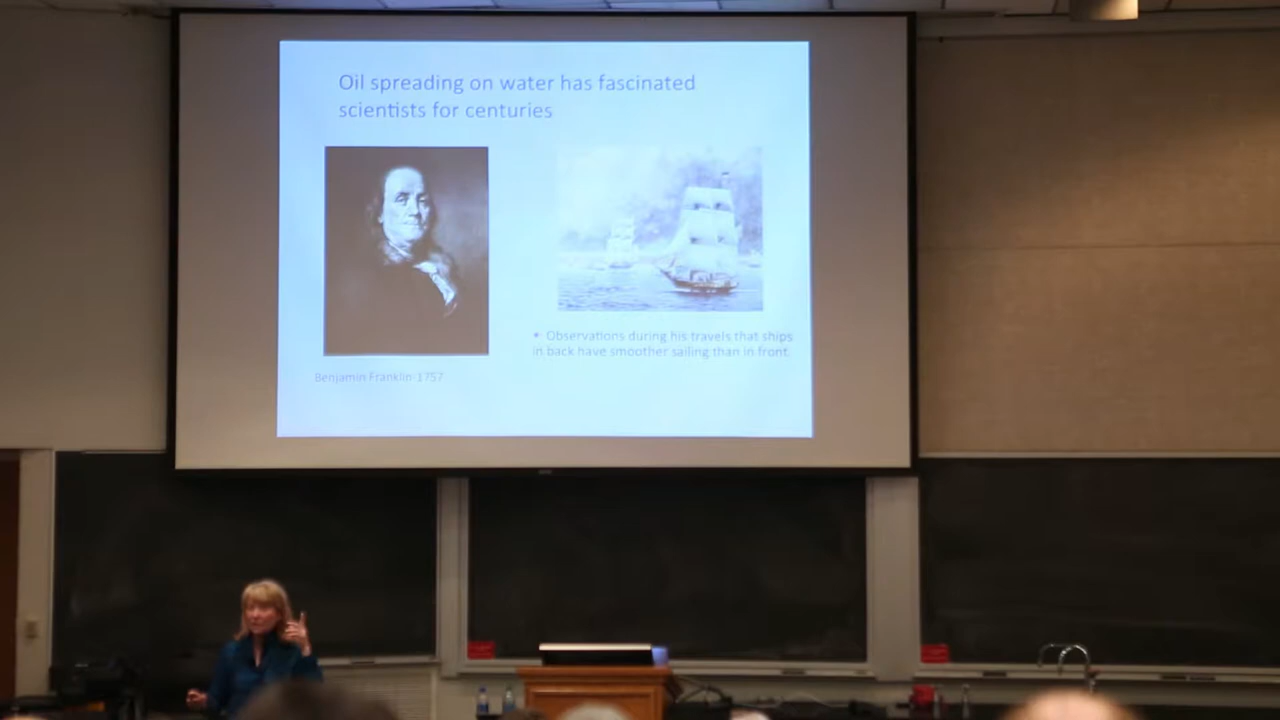 Oil spreading on water has fascinated
scientists for centuries
• Observations during his travels that ships
in back have smoother sailing than in front
Benjamin Franklin 1757